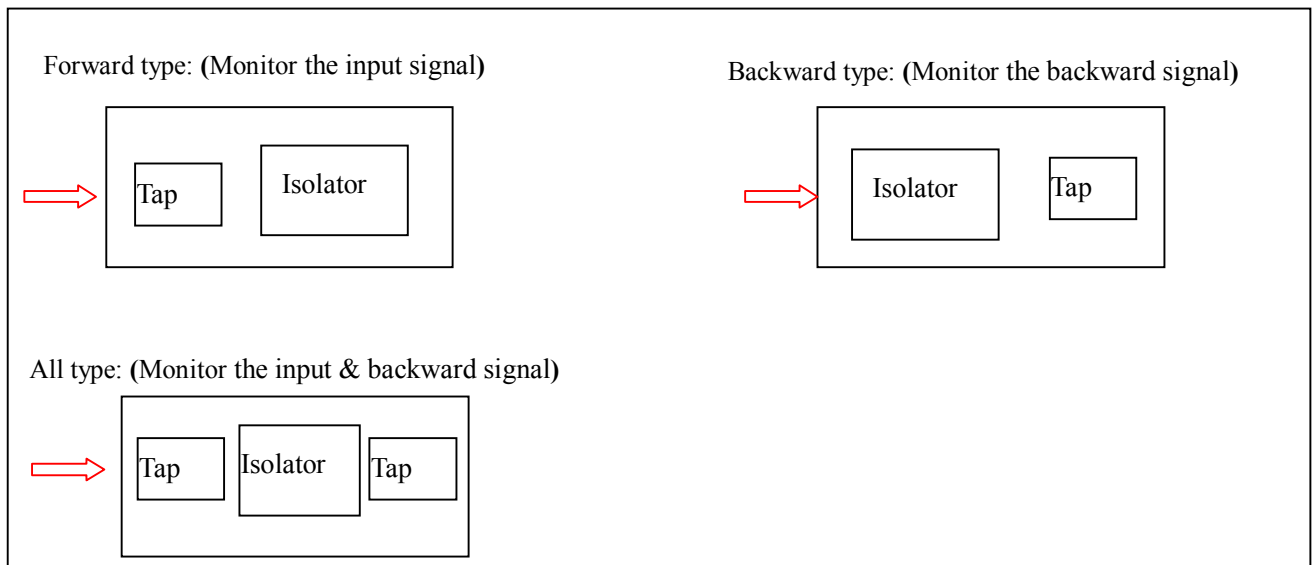 Forward type: (Monitor the input signal)
Tap
Isolator
Backward type: (Monitor the backward signal)
Isolator
Tap
All type: (Monitor the input & backward signal)
Tap
Isolator
Tap